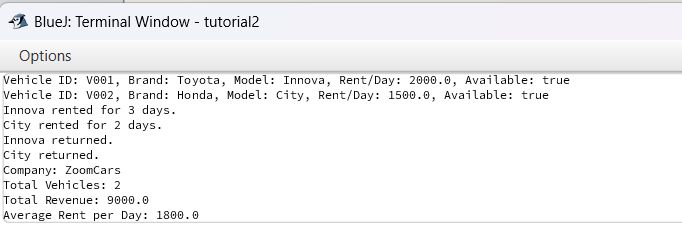 BlueJ: Terminal Window - tutorial2
Options
Vehicle ID: V001, Brand: Toyota, Model: Innova, Rent/Day: 2000.0, Available: true
Vehicle ID: V002, Brand: Honda, Model: City, Rent/Day: 1500.0, Available: true
Innova rented for 3 days.
City rented for 2 days.
Innova returned.
City returned.
Company: ZoomCars
Total Vehicles: 2
Total Revenue: 9000.0
Average Rent per Day: 1800.0